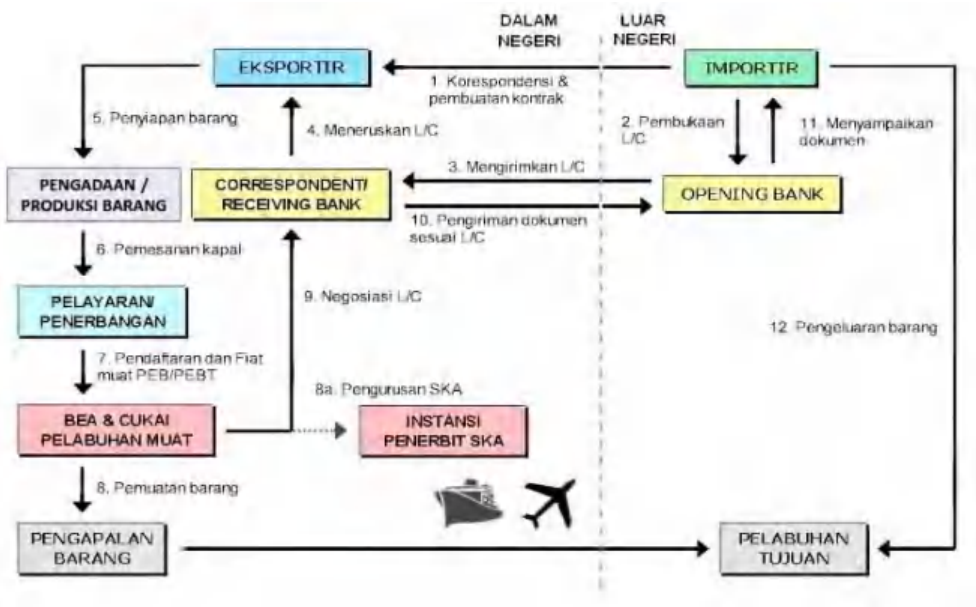 DALAM
NEGERI
LUAR
NEGERI
EKSPORTIR
IMPORTIR
1. Korespondensi &
pembuatan kontrak
5. Penyiapan barang
4. Meneruskan L/C
2. Pembukaan
L/C
11. Menyampaikan
dokumen
3. Mengirimkan L/C
PENGADAAN /
PRODUKSI BARANG
CORRESPONDENT/
RECEIVING BANK
OPENING BANK
10. Pengiriman dokumen
sesuai L/C
6. Pemesanan kapal
9. Negosiasi L/C
PELAYARAN/
PENERBANGAN
12. Pengeluaran barang
7. Pendaftaran dan Fiat
muat PEB/PEBT
8a. Pengurusan SKA
BEA & CUKAI
PELABUHAN MUAT
INSTANSI
PENERBIT SKA
8. Pemuatan barang
PENGAPALAN
BARANG
PELABUHAN
TUJUAN